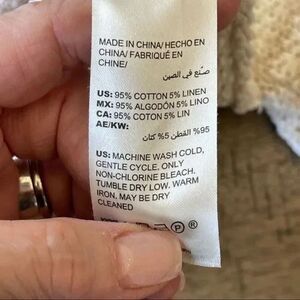 MADE IN CHINA/ HECHO EN
CHINA/ FABRIQUÉ EN
CHINE/
صنع في الصين
US: 95% COTTON 5% LINEN
MX: 95% ALGODÓN 5% LINO
CA: 95% COTON 5% LIN
AE/KW:
95% القطن 5% كتان
US: MACHINE WASH COLD,
GENTLE CYCLE, ONLY
NON-CHLORINE BLEACH.
TUMBLE DRY LOW. WARM
IRON, MAY BE DRY
CLEANED
P ®